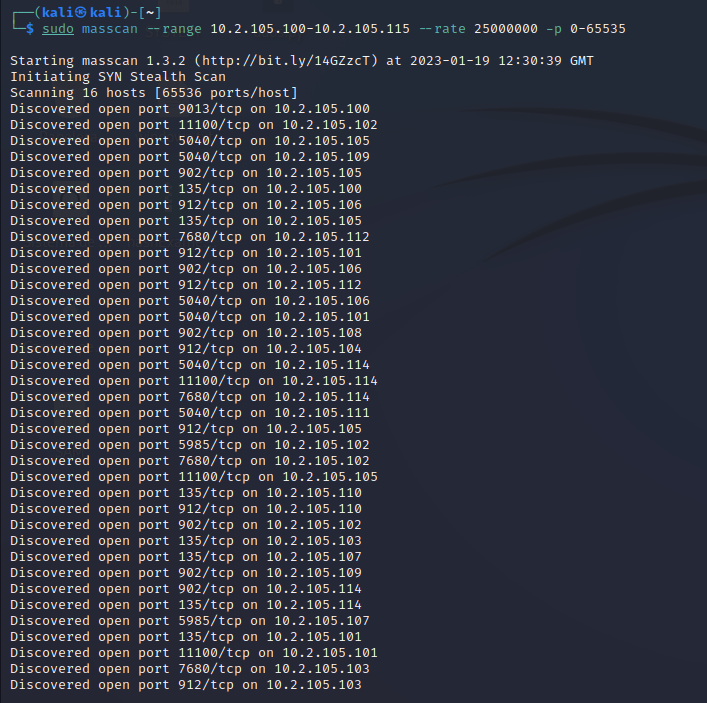 ┌──(kali㉿kali)-[~]
└─$ sudo masscan --range 10.2.105.100-10.2.105.115 --rate 25000000 -p 0-65535
Starting masscan 1.3.2 (http://bit.ly/14GZzcT) at 2023-01-19 12:30:39 GMT
Initiating SYN Stealth Scan
Scanning 16 hosts [65536 ports/host]
Discovered open port 9013/tcp on 10.2.105.100
Discovered open port 11100/tcp on 10.2.105.102
Discovered open port 5040/tcp on 10.2.105.105
Discovered open port 5040/tcp on 10.2.105.109
Discovered open port 902/tcp on 10.2.105.105
Discovered open port 135/tcp on 10.2.105.100
Discovered open port 912/tcp on 10.2.105.106
Discovered open port 135/tcp on 10.2.105.105
Discovered open port 7680/tcp on 10.2.105.112
Discovered open port 912/tcp on 10.2.105.101
Discovered open port 902/tcp on 10.2.105.106
Discovered open port 912/tcp on 10.2.105.112
Discovered open port 5040/tcp on 10.2.105.106
Discovered open port 5040/tcp on 10.2.105.101
Discovered open port 902/tcp on 10.2.105.108
Discovered open port 912/tcp on 10.2.105.104
Discovered open port 5040/tcp on 10.2.105.114
Discovered open port 11100/tcp on 10.2.105.114
Discovered open port 7680/tcp on 10.2.105.114
Discovered open port 5040/tcp on 10.2.105.111
Discovered open port 912/tcp on 10.2.105.105
Discovered open port 5985/tcp on 10.2.105.102
Discovered open port 7680/tcp on 10.2.105.102
Discovered open port 11100/tcp on 10.2.105.105
Discovered open port 135/tcp on 10.2.105.110
Discovered open port 912/tcp on 10.2.105.110
Discovered open port 902/tcp on 10.2.105.102
Discovered open port 135/tcp on 10.2.105.103
Discovered open port 135/tcp on 10.2.105.107
Discovered open port 902/tcp on 10.2.105.109
Discovered open port 902/tcp on 10.2.105.114
Discovered open port 135/tcp on 10.2.105.114
Discovered open port 5985/tcp on 10.2.105.107
Discovered open port 135/tcp on 10.2.105.101
Discovered open port 11100/tcp on 10.2.105.101
Discovered open port 7680/tcp on 10.2.105.103
Discovered open port 912/tcp on 10.2.105.103